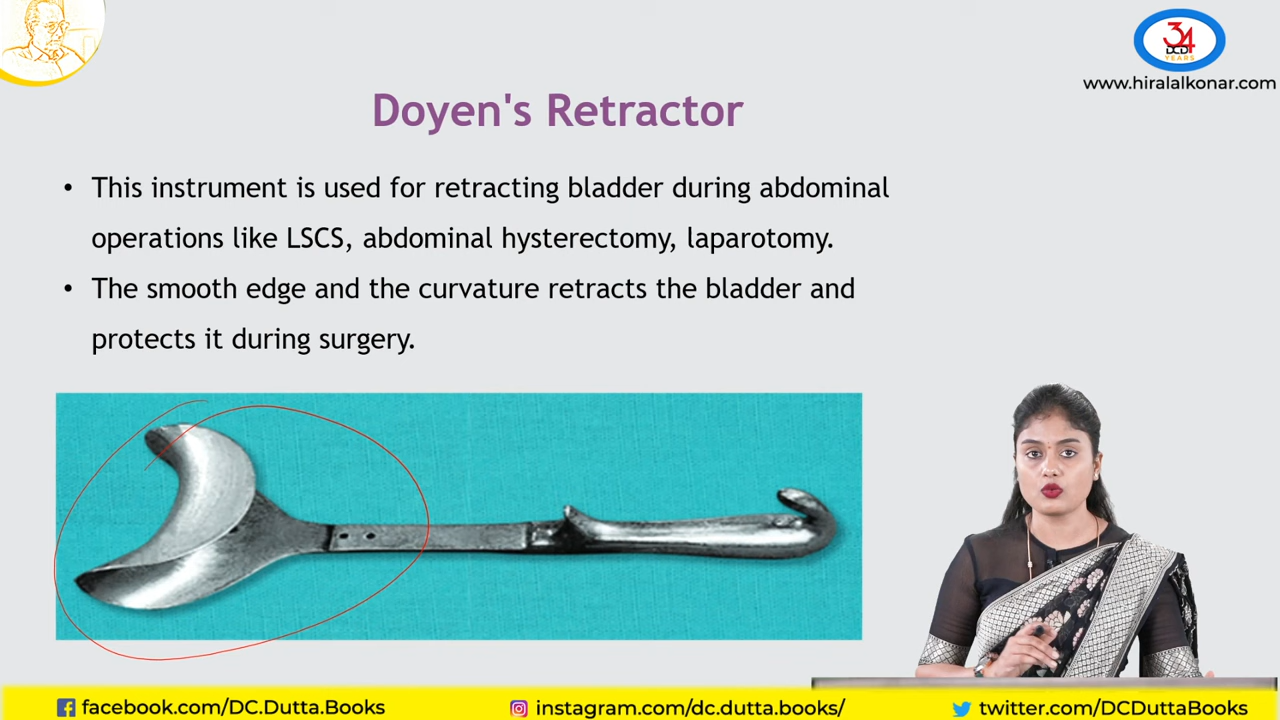 34
DCD
YEARS
www.hiralalkonar.com
Doyen's Retractor
• This instrument is used for retracting bladder during abdominal
operations like LSCS, abdominal hysterectomy, laparotomy.
• The smooth edge and the curvature retracts the bladder and
protects it during surgery.
facebook.com/DC.Dutta.Books
instagram.com/dc.dutta.books/
twitter.com/DCDuttaBooks